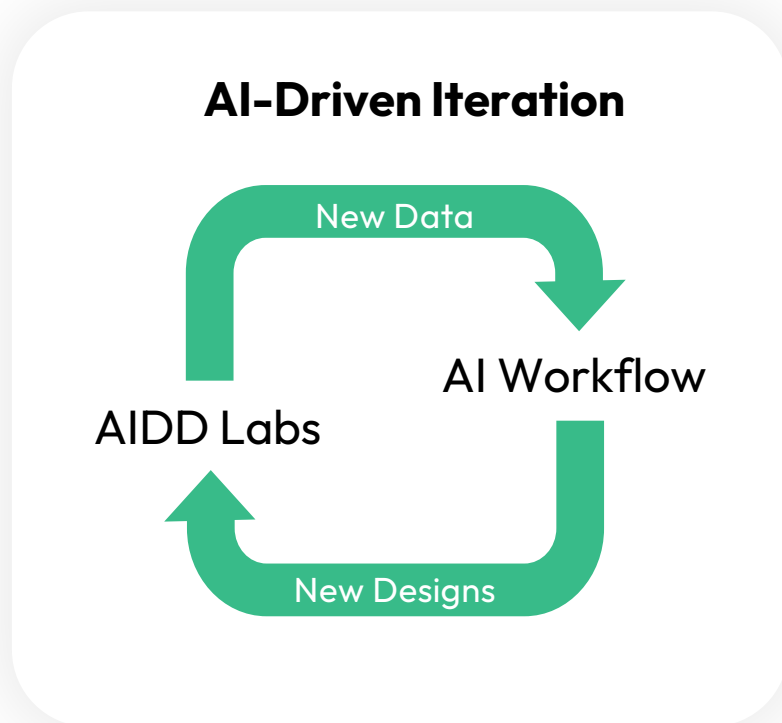 AI-Driven Iteration
New Data
AI Workflow
AIDD Labs
New Designs